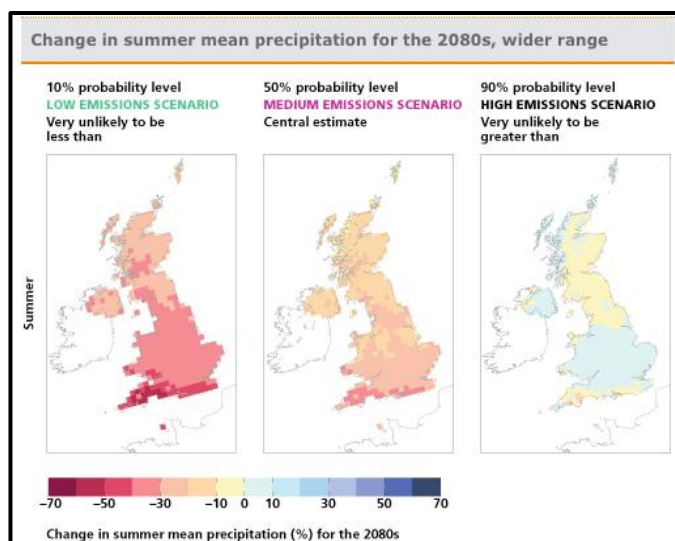 Change in summer mean precipitation for the 2080s, wider range
10% probability level
LOW EMISSIONS SCENARIO
Very unlikely to be
less than
50% probability level
MEDIUM EMISSIONS SCENARIO
Central estimate
90% probability level
HIGH EMISSIONS SCENARIO
Very unlikely to be
greater than
Summer
–70 –50 –30 –10 0 10 30 50 70
Change in summer mean precipitation (%) for the 2080s